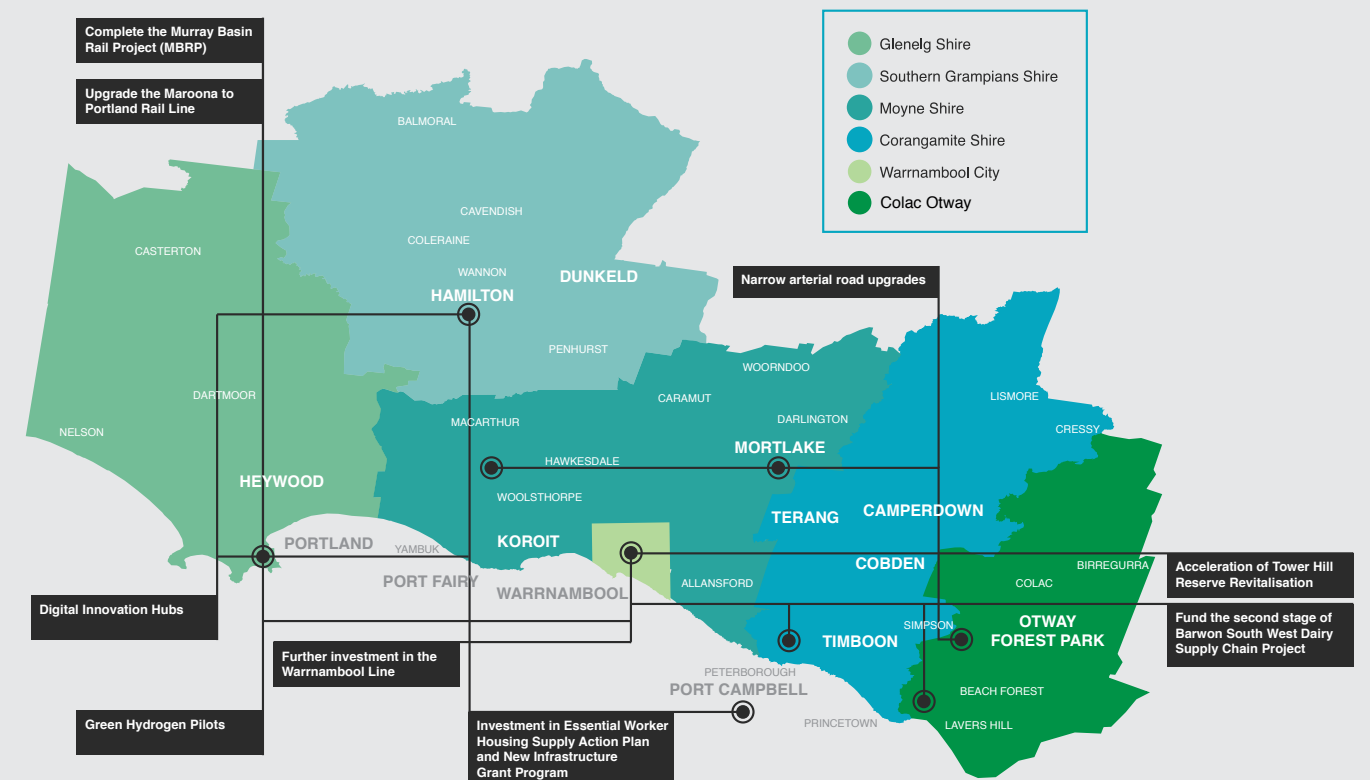 Complete the Murray Basin
Rail Project (MBRP)
Upgrade the Maroona to
Portland Rail Line
Glenelg Shire
Southern Grampians Shire
Moyne Shire
Corangamite Shire
Warrnambool City
Colac Otway
BALMORAL
CAVENDISH
COLERAINE
CASTERTON
WANNON
DUNKELD
HAMILTON
Narrow arterial road upgrades
PENHURST
WOORNDOO
DARTMOOR
CARAMUT
LISMORE
MACARTHUR
DARLINGTON
NELSON
CRESSY
MORTLAKE
HAWKESDALE
HEYWOOD
WOOLSTHORPE
TERANG
CAMPERDOWN
PORTLAND
YAMBUK
KOROIT
COBDEN
BIRREGURRA
Acceleration of Tower Hill
Reserve Revitalisation
PORT FAIRY
WARRNAMBOOL
ALLANSFORD
COLAC
Digital Innovation Hubs
Fund the second stage of
Barwon South West Dairy
Supply Chain Project
SIMPSON
OTWAY
FOREST PARK
TIMBOON
Further investment in the
Warrnambool Line
PETERBOROUGH
PORT CAMPBELL
BEACH FOREST
PRINCETOWN
LAVERS HILL
Green Hydrogen Pilots
Investment in Essential Worker
Housing Supply Action Plan
and New Infrastructure
Grant Program